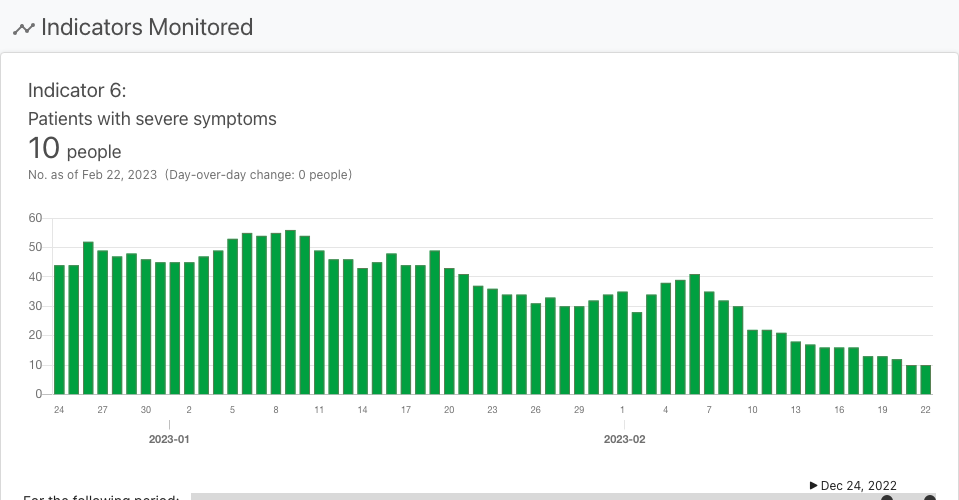 Indicators Monitored
Indicator 6:
Patients with severe symptoms
10 people
No. as of Feb 22, 2023 (Day-over-day change: 0 people)
60
50
40
30
20
10
0
24 27 30 2 5 8 11 14 17 20 23 26 29 1 4 7 10 13 16 19 22
2023-01 2023-02
▶ Dec 24, 2022
For the following period: